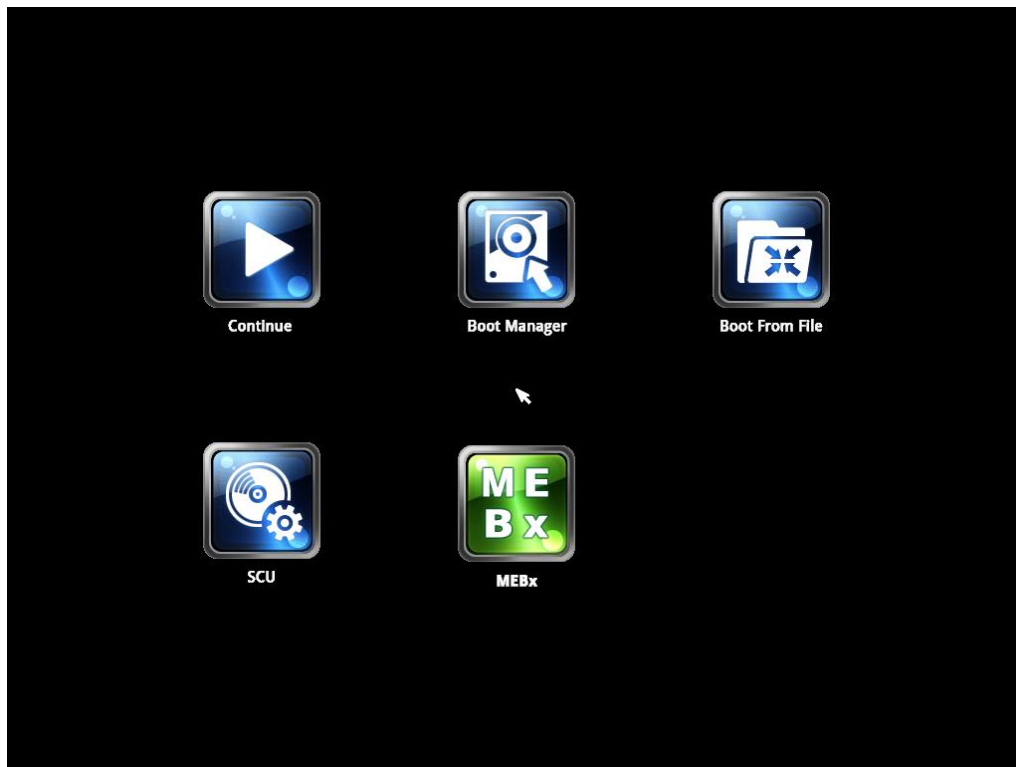 Continue
Boot Manager
Boot From File
M E
B x
SCU
MEBx